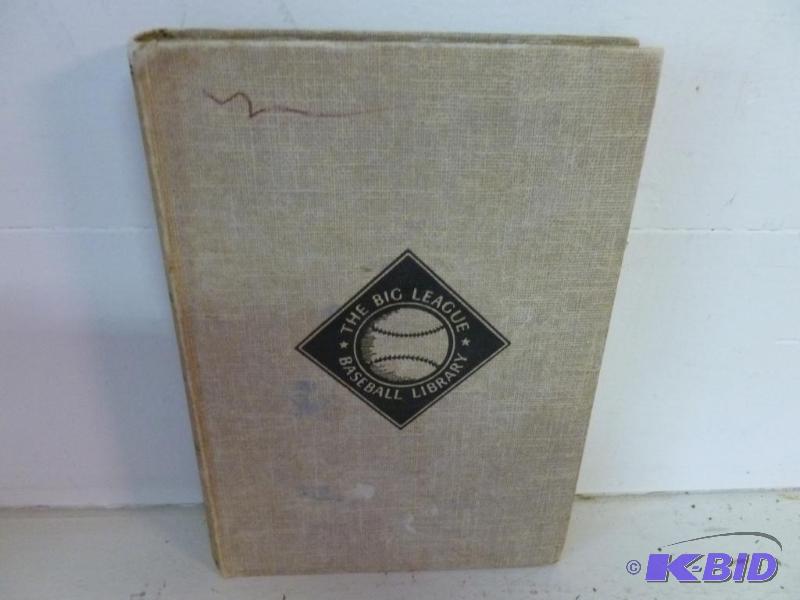 ★ THE BIG LEAGUE ★
BASEBALL LIBRARY
© K-BID